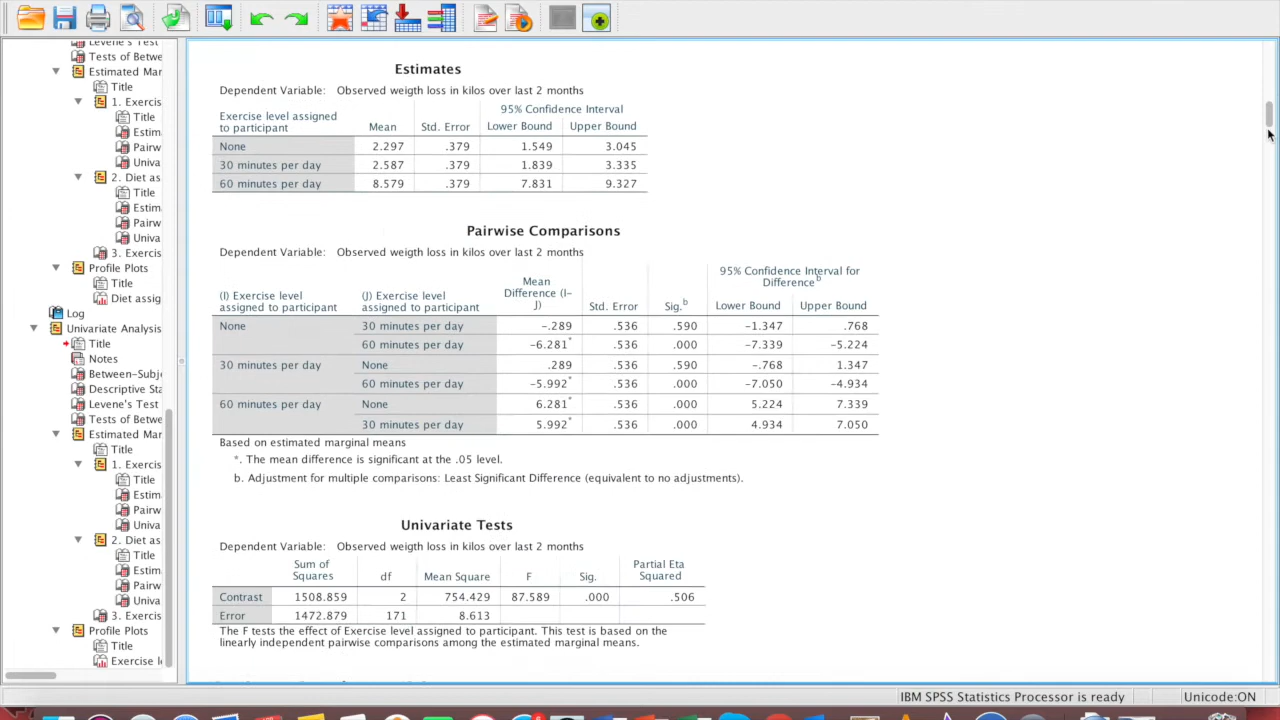 Levene's Test
Tests of Betwe
Estimated Mar
Title
1. Exercis
Title
Estim
Pairw
Univa
2. Diet as
Title
Estim
Pairw
Univa
3. Exercis
Profile Plots
Title
Diet assig
Log
Univariate Analysis
Title
Notes
Between-Subje
Descriptive Sta
Levene's Test
Tests of Betwe
Estimated Mar
Title
1. Exercis
Title
Estim
Pairw
Univa
2. Diet as
Title
Estim
Pairw
Univa
3. Exercis
Profile Plots
Title
Exercise le
Estimates
Dependent Variable: Observed weigth loss in kilos over last 2 months
Exercise level assigned to participant Mean Std. Error 95% Confidence Interval
Lower Bound Upper Bound
None 2.297 .379 1.549 3.045
30 minutes per day 2.587 .379 1.839 3.335
60 minutes per day 8.579 .379 7.831 9.327
Pairwise Comparisons
Dependent Variable: Observed weigth loss in kilos over last 2 months
(I) Exercise level assigned to participant (J) Exercise level assigned to participant Mean Difference (I-J) Std. Error Sig.b 95% Confidence Interval for Differenceb
Lower Bound Upper Bound
None 30 minutes per day -.289 .536 .590 -1.347 .768
60 minutes per day -6.281* .536 .000 -7.339 -5.224
30 minutes per day None .289 .536 .590 -.768 1.347
60 minutes per day -5.992* .536 .000 -7.050 -4.934
60 minutes per day None 6.281* .536 .000 5.224 7.339
30 minutes per day 5.992* .536 .000 4.934 7.050
Based on estimated marginal means
*. The mean difference is significant at the .05 level.
b. Adjustment for multiple comparisons: Least Significant Difference (equivalent to no adjustments).
Univariate Tests
Dependent Variable: Observed weigth loss in kilos over last 2 months
Sum of Squares df Mean Square F Sig. Partial Eta Squared
Contrast 1508.859 2 754.429 87.589 .000 .506
Error 1472.879 171 8.613
The F tests the effect of Exercise level assigned to participant. This test is based on the
linearly independent pairwise comparisons among the estimated marginal means.
IBM SPSS Statistics Processor is ready Unicode:ON